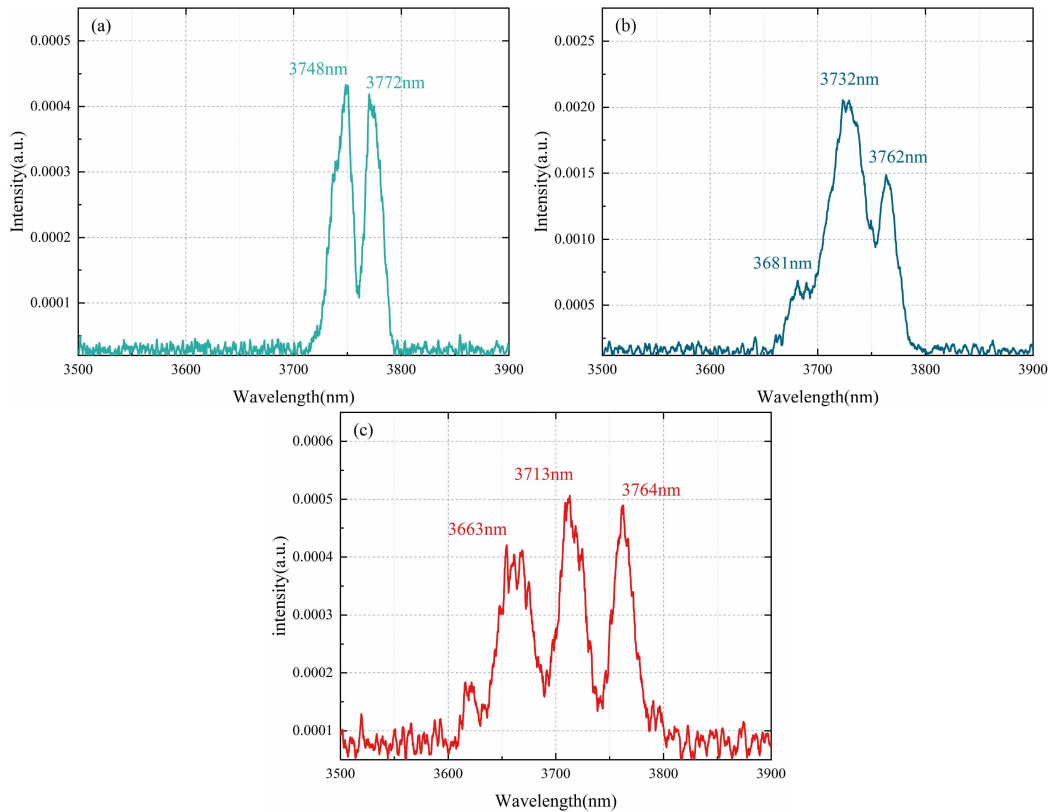 (a)
0.0005
0.0004
0.0003
0.0002
0.0001
Intensity(a.u.)
3748nm
3772nm
3500
3600
3700
3800
3900
Wavelength(nm)
(b)
0.0025
0.0020
0.0015
0.0010
0.0005
Intensity(a.u.)
3732nm
3762nm
3681nm
3500
3600
3700
3800
3900
Wavelength(nm)
(c)
0.0006
0.0005
0.0004
0.0003
0.0002
0.0001
intensity(a.u.)
3713nm
3764nm
3663nm
3500
3600
3700
3800
3900
Wavelength(nm)